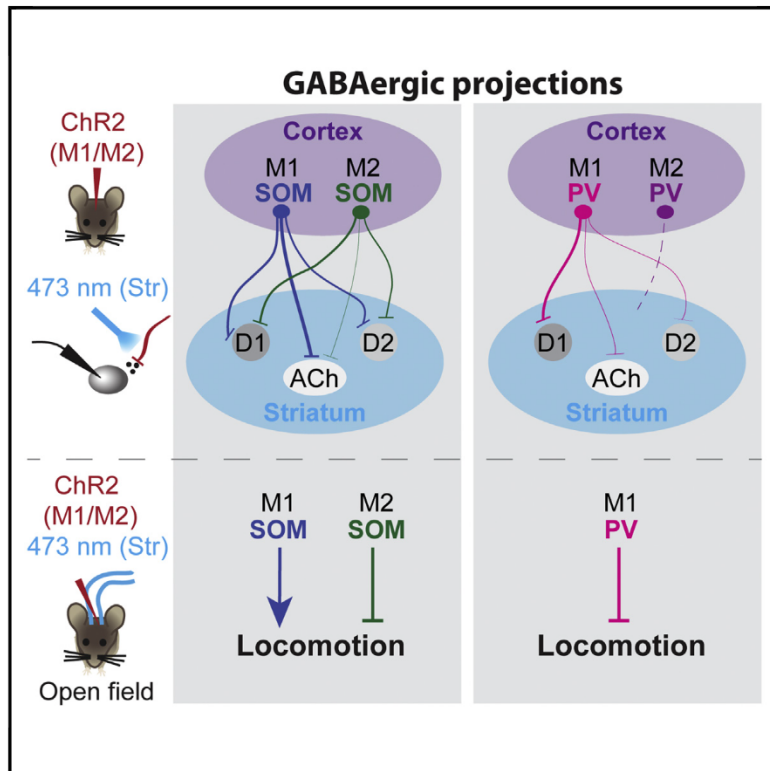 GABAergic projections
ChR2
(M1/M2)
473 nm (Str)
Cortex
M1 M2
SOM SOM
D1 D2
ACh
Striatum
Cortex
M1 M2
PV PV
D1 D2
ACh
Striatum
ChR2
(M1/M2)
473 nm (Str)
Open field
M1 M2
SOM SOM
Locomotion
M1
PV
Locomotion